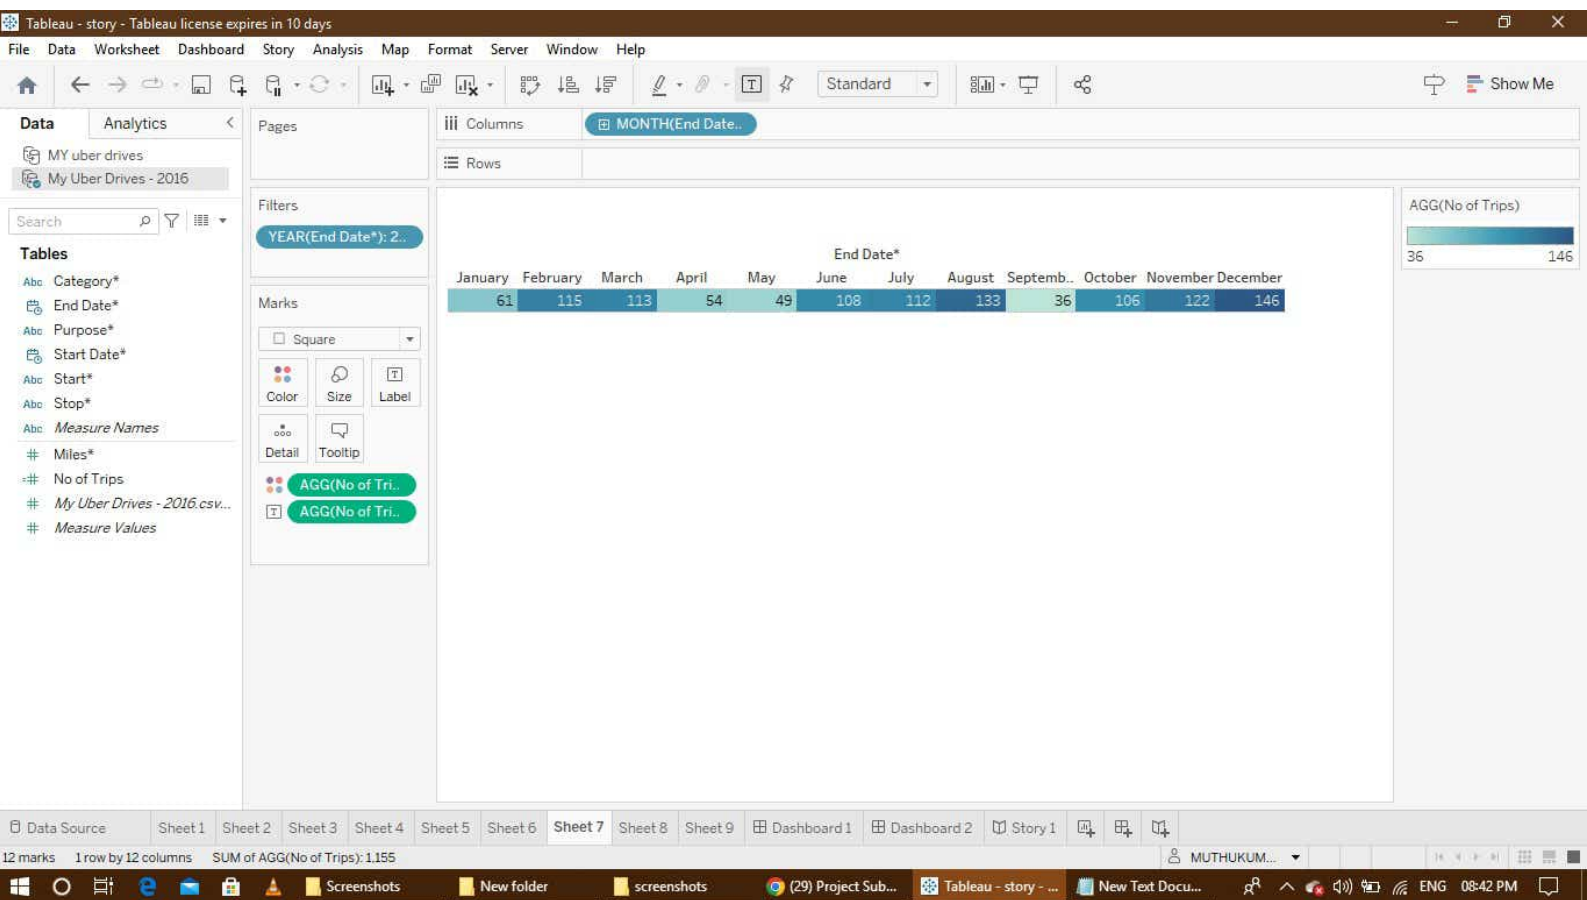 Tableau - story - Tableau license expires in 10 days
File Data Worksheet Dashboard Story Analysis Map Format Server Window Help
Standard Show Me
Data Analytics
MY uber drives
My Uber Drives - 2016
Search
Tables
Abc Category*
End Date*
Abc Purpose*
Start Date*
Abc Start*
Abc Stop*
Abc Measure Names
# Miles*
=# No of Trips
# My Uber Drives - 2016.csv...
# Measure Values
Pages
Filters
YEAR(End Date*): 2..
Marks
Square
Color Size Label
Detail Tooltip
AGG(No of Tri..
T AGG(No of Tri..
iii Columns MONTH(End Date..
Rows
End Date*
January February March April May June July August Septemb.. October November December
61 115 113 54 49 108 112 133 36 106 122 146
AGG(No of Trips)
36 146
Data Source Sheet 1 Sheet 2 Sheet 3 Sheet 4 Sheet 5 Sheet 6 Sheet 7 Sheet 8 Sheet 9 Dashboard 1 Dashboard 2 Story 1
12 marks 1 row by 12 columns SUM of AGG(No of Trips): 1,155 MUTHUKUM...
Screenshots New folder screenshots (29) Project Sub... Tableau - story - ... New Text Docu... ENG 08:42 PM